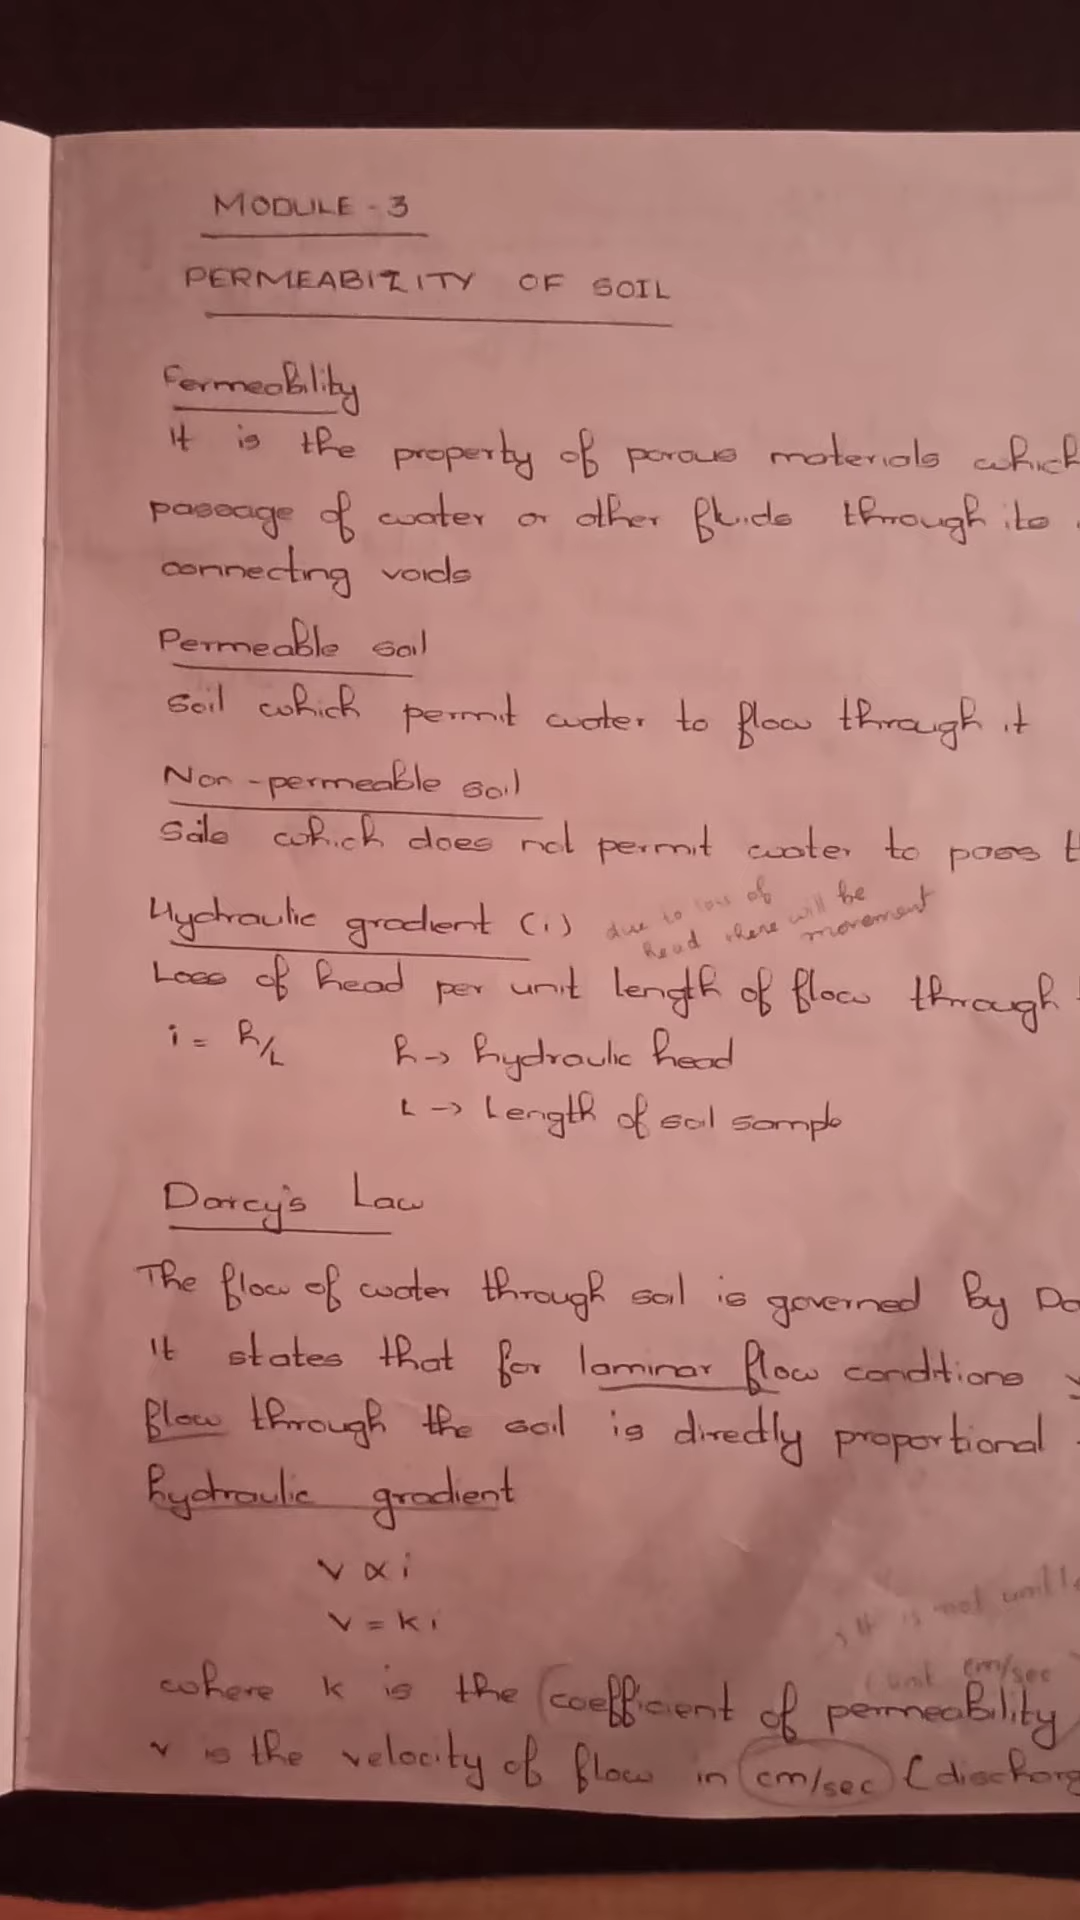 MODULE - 3
PERMEABILITY OF SOIL
Permeability
It is the property of porous materials which
passage of water or other fluids through its
connecting voids
Permeable soil
Soil which permit water to flow through it
Non-permeable soil
Soils which does not permit water to pass
Hydraulic gradient (i) due to loss of
head there will be movement
Loss of head per unit length of flow through
i = h/L h → hydraulic head
L → Length of soil sample
Darcy's Law
The flow of water through soil is governed by
It states that for laminar flow conditions
flow through the soil is directly proportional
hydraulic gradient
v ∝ i
v = ki
It is not
unit cm/sec
where k is the coefficient of permeability
v is the velocity of flow in cm/sec (